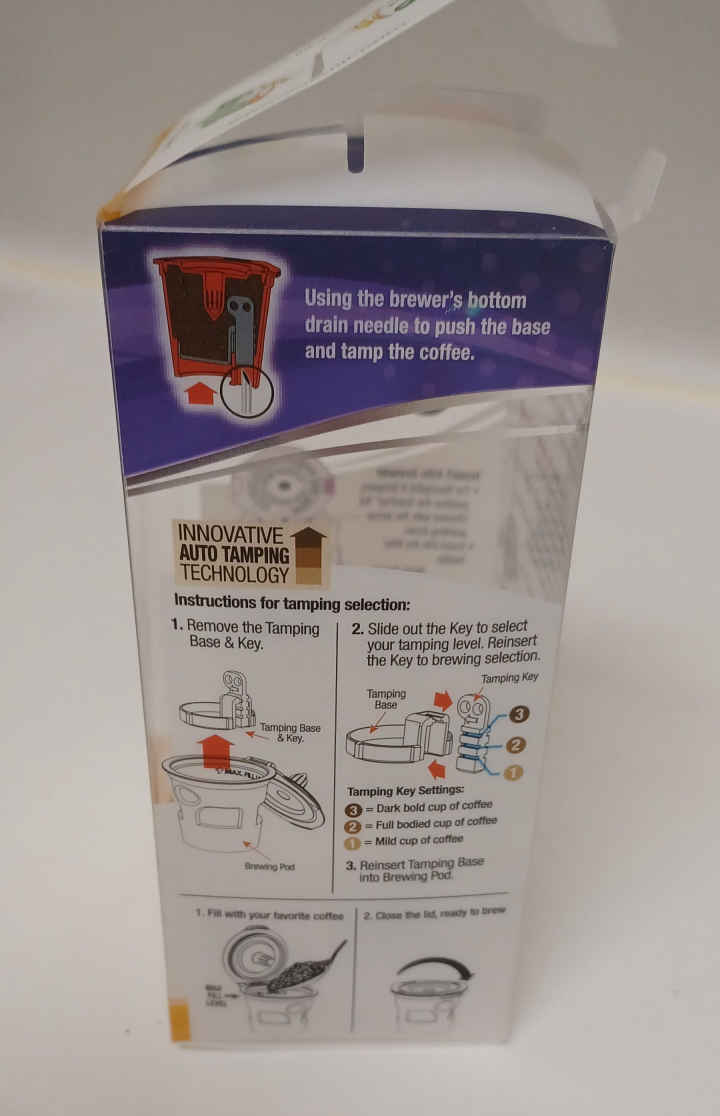 Using the brewer's bottom
drain needle to push the base
and tamp the coffee.
INNOVATIVE
AUTO TAMPING
TECHNOLOGY
Instructions for tamping selection:
1. Remove the Tamping
Base & Key.
Tamping Base
& Key.
MAX FILL
Brewing Pod
2. Slide out the Key to select
your tamping level. Reinsert
the Key to brewing selection.
Tamping Key
Tamping
Base
3
2
1
Tamping Key Settings:
3 = Dark bold cup of coffee
2 = Full bodied cup of coffee
1 = Mild cup of coffee
3. Reinsert Tamping Base
into Brewing Pod.
1. Fill with your favorite coffee
MAX
FILL
LEVEL
2. Close the lid, ready to brew